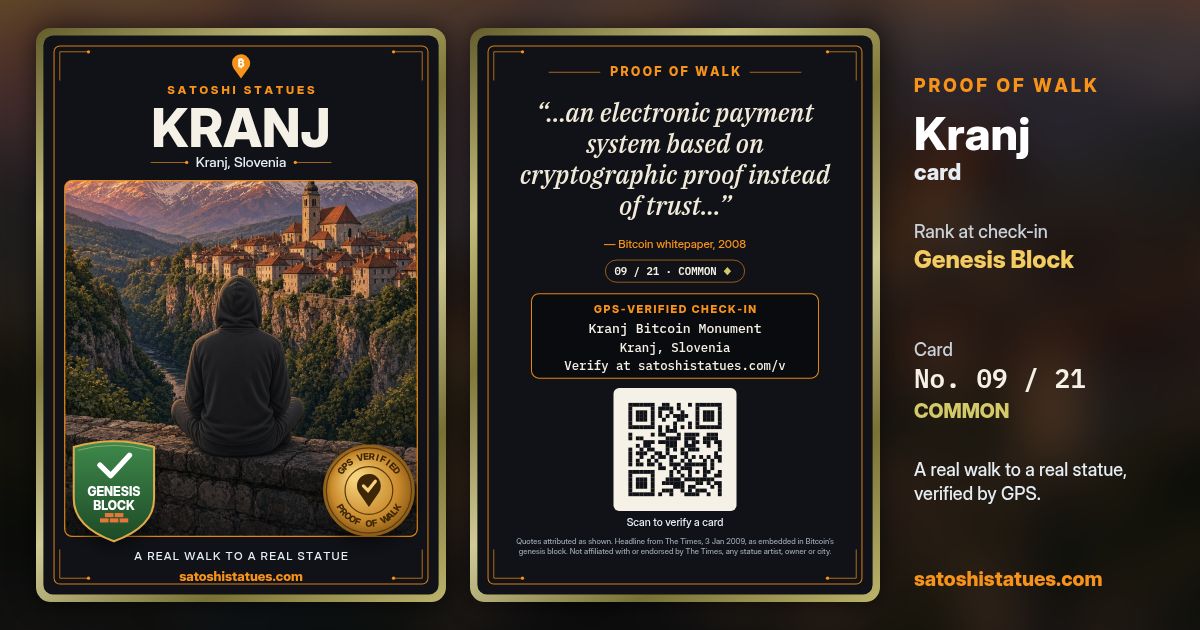 SATOSHI STATUES
KRANJ
Kranj, Slovenia
GENESIS
BLOCK
GPS VERIFIED
PROOF OF WALK
A REAL WALK TO A REAL STATUE
satoshistatues.com
PROOF OF WALK
“...an electronic payment
system based on
cryptographic proof instead
of trust...”
— Bitcoin whitepaper, 2008
09 / 21 · COMMON
GPS-VERIFIED CHECK-IN
Kranj Bitcoin Monument
Kranj, Slovenia
Verify at satoshistatues.com/v
Scan to verify a card
Quotes attributed as shown. Headline from The Times, 3 Jan 2009, as embedded in Bitcoin's
genesis block. Not affiliated with or endorsed by The Times, any statue artist, owner or city.
PROOF OF WALK
Kranj
card
Rank at check-in
Genesis Block
Card
No. 09 / 21
COMMON
A real walk to a real statue,
verified by GPS.
satoshistatues.com